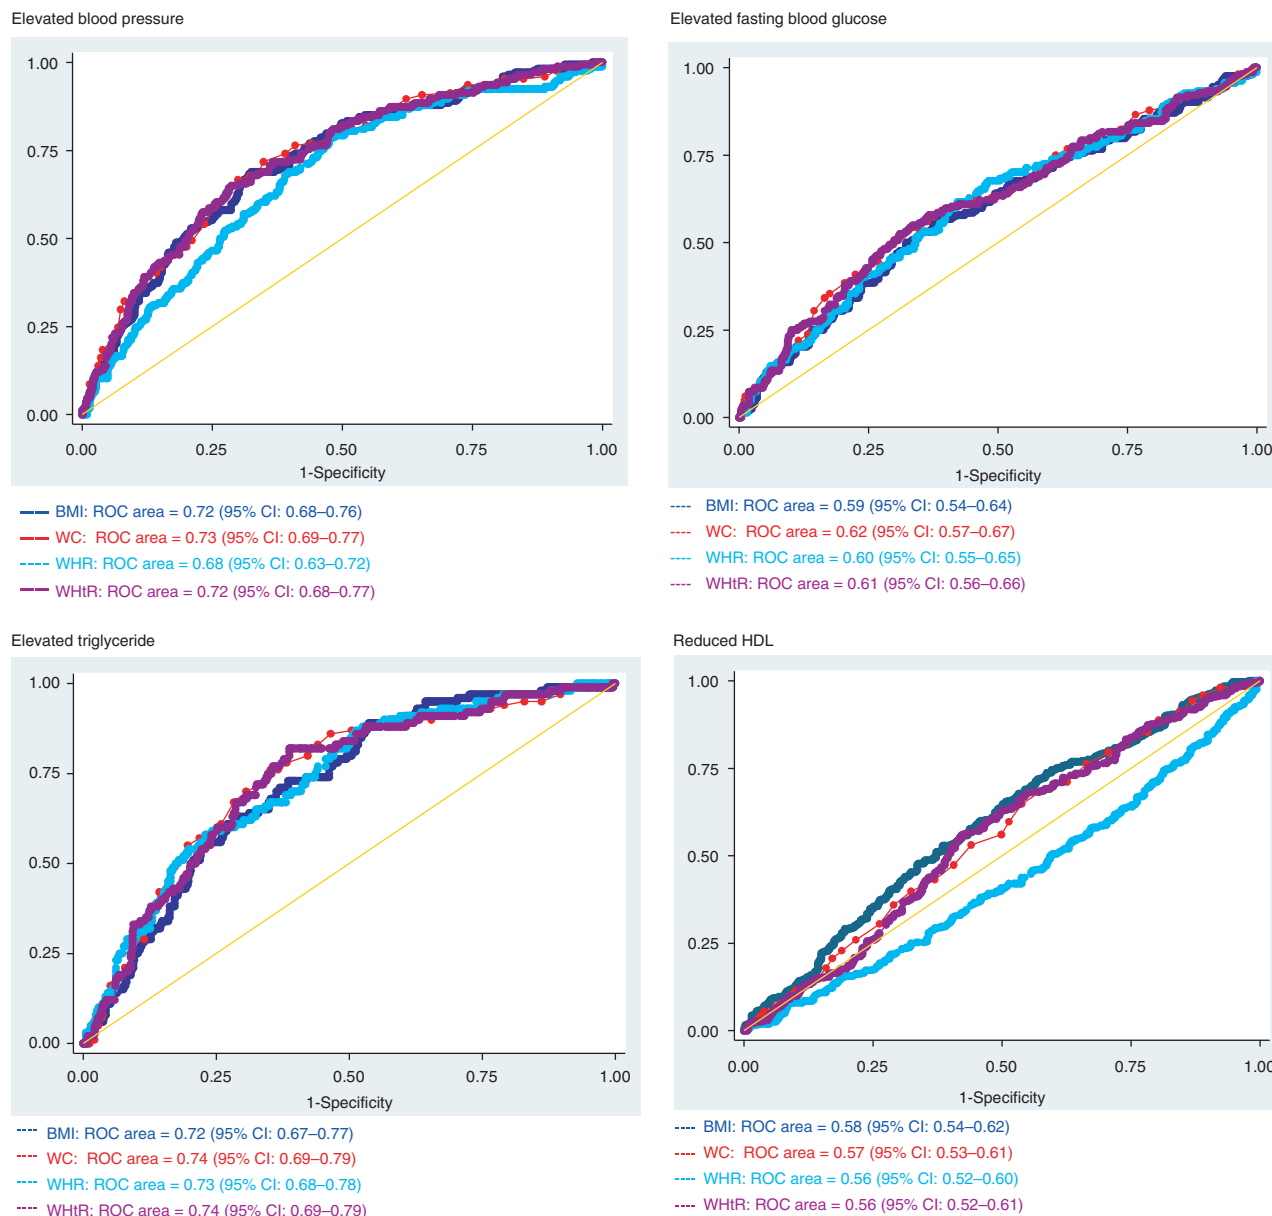 Elevated blood pressure
1.00
0.75
0.50
0.25
0.00
0.00 0.25 0.50 0.75 1.00
1-Specificity
BMI: ROC area = 0.72 (95% CI: 0.68–0.76)
WC: ROC area = 0.73 (95% CI: 0.69–0.77)
WHR: ROC area = 0.68 (95% CI: 0.63–0.72)
WHtR: ROC area = 0.72 (95% CI: 0.68–0.77)
Elevated fasting blood glucose
1.00
0.75
0.50
0.25
0.00
0.00 0.25 0.50 0.75 1.00
1-Specificity
BMI: ROC area = 0.59 (95% CI: 0.54–0.64)
WC: ROC area = 0.62 (95% CI: 0.57–0.67)
WHR: ROC area = 0.60 (95% CI: 0.55–0.65)
WHtR: ROC area = 0.61 (95% CI: 0.56–0.66)
Elevated triglyceride
1.00
0.75
0.50
0.25
0.00
0.00 0.25 0.50 0.75 1.00
1-Specificity
BMI: ROC area = 0.72 (95% CI: 0.67–0.77)
WC: ROC area = 0.74 (95% CI: 0.69–0.79)
WHR: ROC area = 0.73 (95% CI: 0.68–0.78)
WHtR: ROC area = 0.74 (95% CI: 0.69–0.79)
Reduced HDL
1.00
0.75
0.50
0.25
0.00
0.00 0.25 0.50 0.75 1.00
1-Specificity
BMI: ROC area = 0.58 (95% CI: 0.54–0.62)
WC: ROC area = 0.57 (95% CI: 0.53–0.61)
WHR: ROC area = 0.56 (95% CI: 0.52–0.60)
WHtR: ROC area = 0.56 (95% CI: 0.52–0.61)